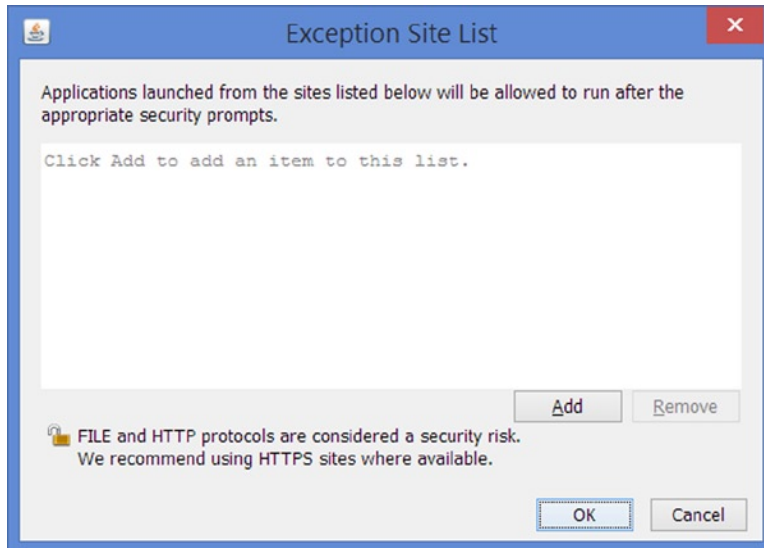 Exception Site List
Applications launched from the sites listed below will be allowed to run after the
appropriate security prompts.
Click Add to add an item to this list.
Add
Remove
FILE and HTTP protocols are considered a security risk.
We recommend using HTTPS sites where available.
OK
Cancel